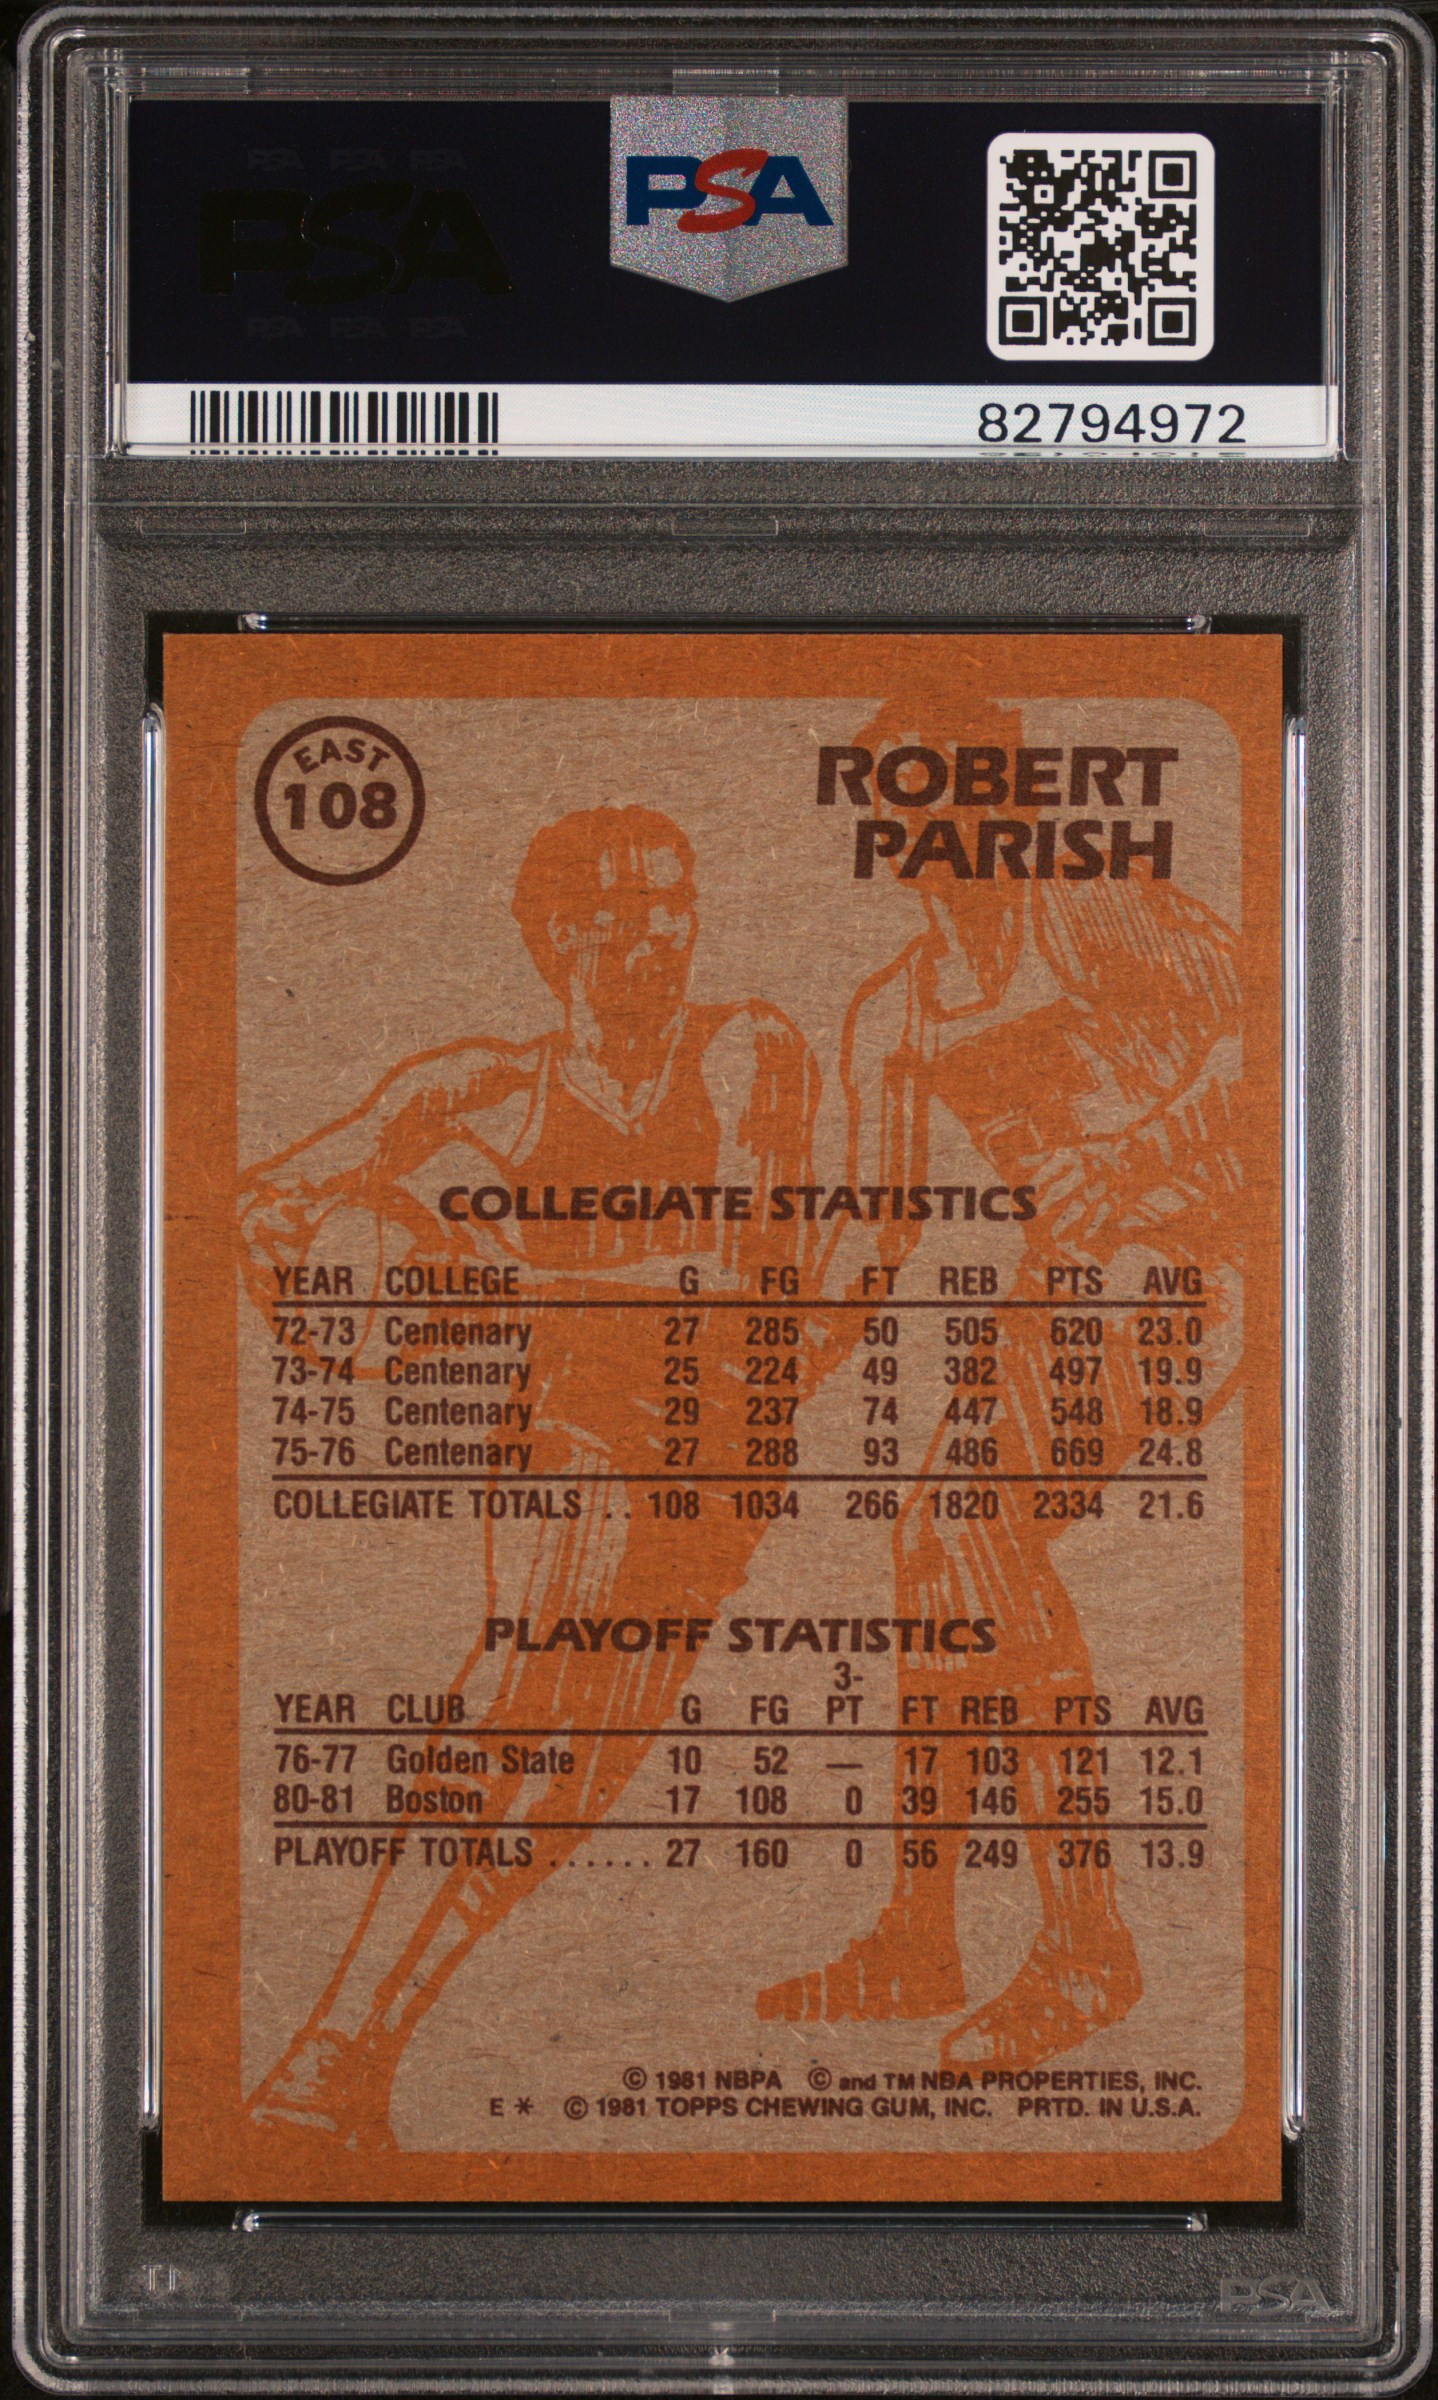 PSA PSA PSA
PSA
PSA PSA PSA
PSA
82794972
EAST
108
ROBERT
PARISH
COLLEGIATE STATISTICS
YEAR COLLEGE G FG FT REB PTS AVG
72-73 Centenary 27 285 50 505 620 23.0
73-74 Centenary 25 224 49 382 497 19.9
74-75 Centenary 29 237 74 447 548 18.9
75-76 Centenary 27 288 93 486 669 24.8
COLLEGIATE TOTALS .. 108 1034 266 1820 2334 21.6
PLAYOFF STATISTICS
3-
YEAR CLUB G FG PT FT REB PTS AVG
76-77 Golden State 10 52 — 17 103 121 12.1
80-81 Boston 17 108 0 39 146 255 15.0
PLAYOFF TOTALS ...... 27 160 0 56 249 376 13.9
© 1981 NBPA © and TM NBA PROPERTIES, INC.
E * © 1981 TOPPS CHEWING GUM, INC. PRTD. IN U.S.A.
PSA